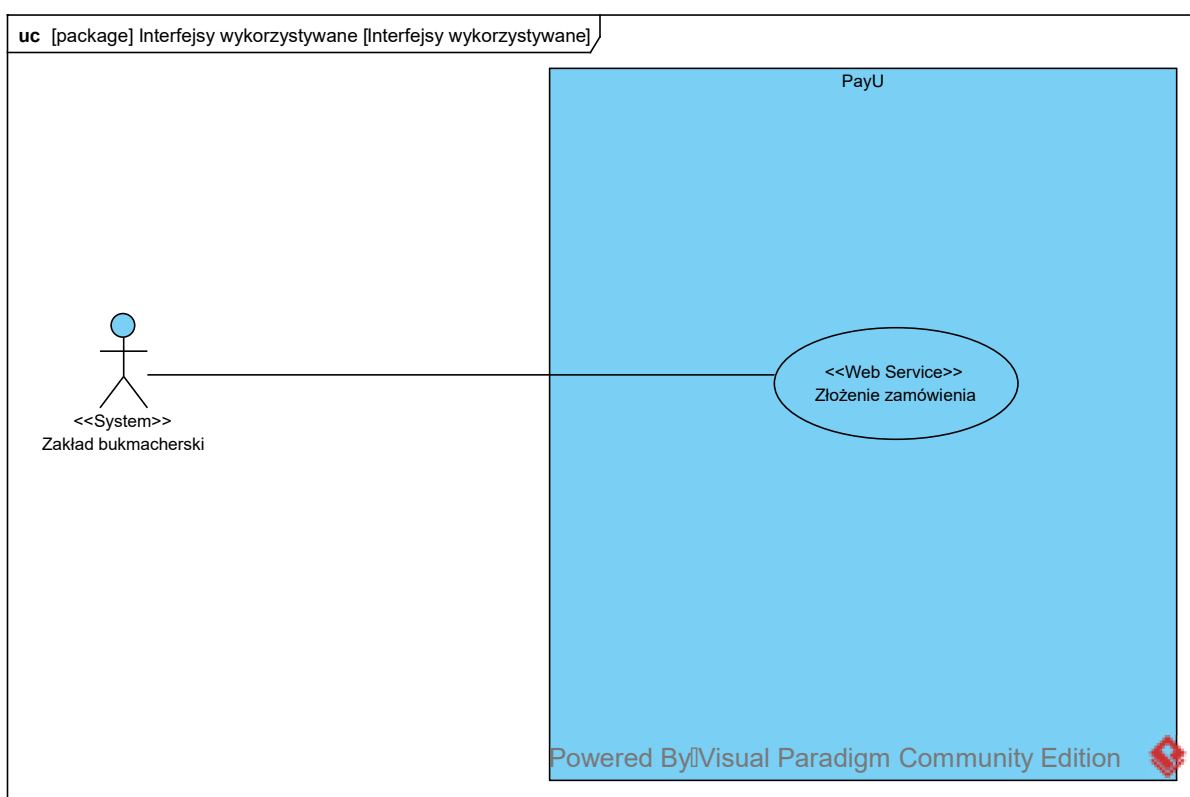 uc [package] Interfejsy wykorzystywane [Interfejsy wykorzystywane]
PayU
<<Web Service>>
Złożenie zamówienia
<<System>>
Zakład bukmacherski
Powered By Visual Paradigm Community Edition